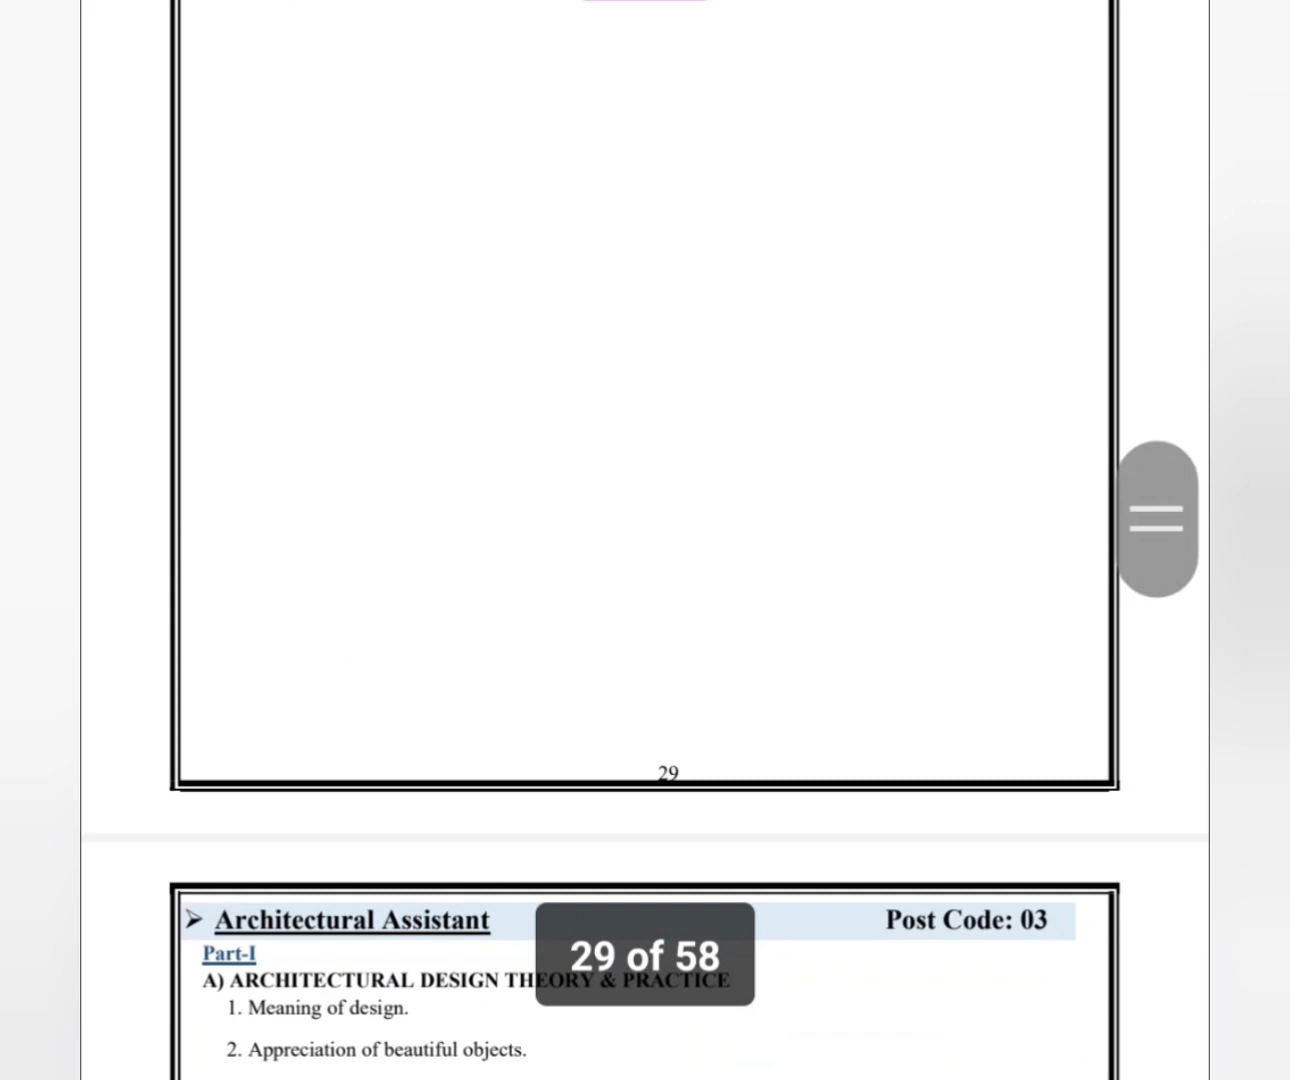 29
➢ Architectural Assistant Post Code: 03
Part-I
29 of 58
A) ARCHITECTURAL DESIGN THEORY & PRACTICE
1. Meaning of design.
2. Appreciation of beautiful objects.